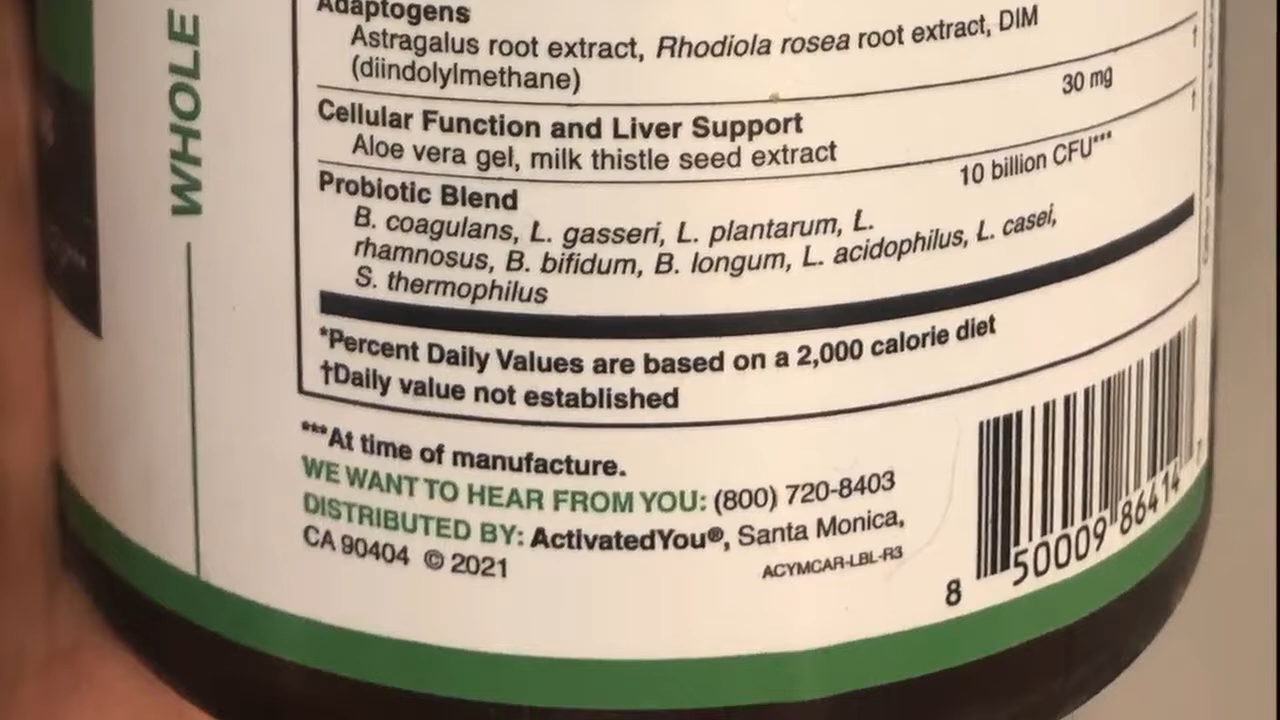 WHOLE
Adaptogens
Astragalus root extract, Rhodiola rosea root extract, DIM
(diindolylmethane)
†
Cellular Function and Liver Support 30 mg
Aloe vera gel, milk thistle seed extract
†
Probiotic Blend 10 billion CFU***
B. coagulans, L. gasseri, L. plantarum, L.
rhamnosus, B. bifidum, B. longum, L. acidophilus, L. casei,
S. thermophilus
*Percent Daily Values are based on a 2,000 calorie diet
†Daily value not established
***At time of manufacture.
WE WANT TO HEAR FROM YOU: (800) 720-8403
DISTRIBUTED BY: ActivatedYou®, Santa Monica,
CA 90404 © 2021
ACYMCAR-LBL-R3
8 50009 86414 7